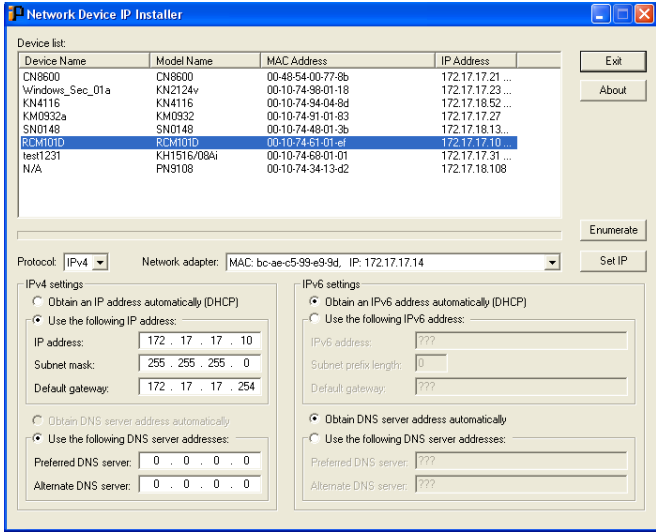 Network Device IP Installer
Device list:
Device Name Model Name MAC Address IP Address
CN8600 CN8600 00-48-54-00-77-8b 172.17.17.21 ...
Windows_Sec_01a KN2124v 00-10-74-98-01-18 172.17.17.23 ...
KN4116 KN4116 00-10-74-94-04-8d 172.17.18.52 ...
KM0932a KM0932 00-10-74-91-01-83 172.17.17.27
SN0148 SN0148 00-10-74-48-01-3b 172.17.18.13...
RCM101D RCM101D 00-10-74-61-01-ef 172.17.17.10 ...
test1231 KH1516/08Ai 00-10-74-68-01-01 172.17.17.31 ...
N/A PN9108 00-10-74-34-13-d2 172.17.18.108
Exit
About
Enumerate
Protocol: IPv4 Network adapter: MAC: bc-ae-c5-99-e9-9d, IP: 172.17.17.14 Set IP
IPv4 settings
Obtain an IP address automatically (DHCP)
Use the following IP address:
IP address: 172 . 17 . 17 . 10
Subnet mask: 255 . 255 . 255 . 0
Default gateway: 172 . 17 . 17 . 254
Obtain DNS server address automatically
Use the following DNS server addresses:
Preferred DNS server: 0 . 0 . 0 . 0
Alternate DNS server: 0 . 0 . 0 . 0
IPv6 settings
Obtain an IPv6 address automatically (DHCP)
Use the following IPv6 address:
IPv6 address: ???
Subnet prefix length: 0
Default gateway: ???
Obtain DNS server address automatically
Use the following DNS server addresses:
Preferred DNS server: ???
Alternate DNS server: ???